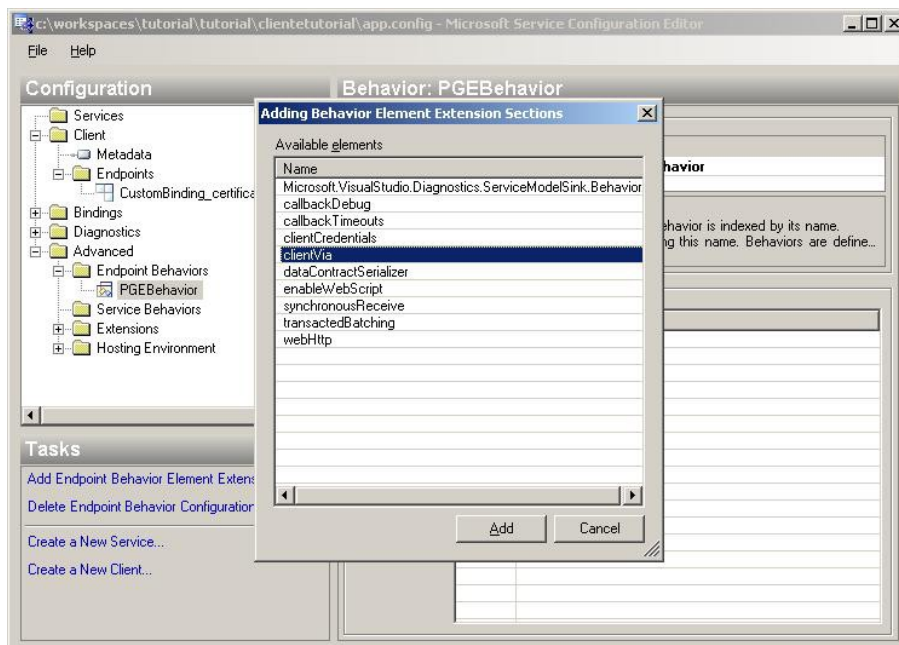 c:\workspaces\tutorial\tutorial\clientetutorial\app.config - Microsoft Service Configuration Editor
File Help
Configuration
Services
Client
Metadata
Endpoints
CustomBinding_certifica
Bindings
Diagnostics
Advanced
Endpoint Behaviors
PGEBehavior
Service Behaviors
Extensions
Hosting Environment
Tasks
Add Endpoint Behavior Element Extens
Delete Endpoint Behavior Configuration
Create a New Service...
Create a New Client...
Behavior: PGEBehavior
havior
ehavior is indexed by its name.
ng this name. Behaviors are define...
Adding Behavior Element Extension Sections
Available elements
Name
Microsoft.VisualStudio.Diagnostics.ServiceModelSink.Behavior
callbackDebug
callbackTimeouts
clientCredentials
clientVia
dataContractSerializer
enableWebScript
synchronousReceive
transactedBatching
webHttp
Add Cancel